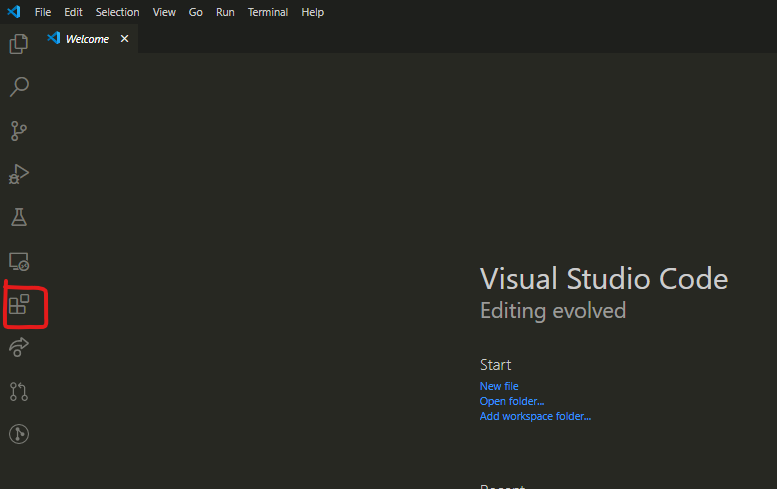 File Edit Selection View Go Run Terminal Help
Welcome
Visual Studio Code
Editing evolved
Start
New file
Open folder...
Add workspace folder...
Recent